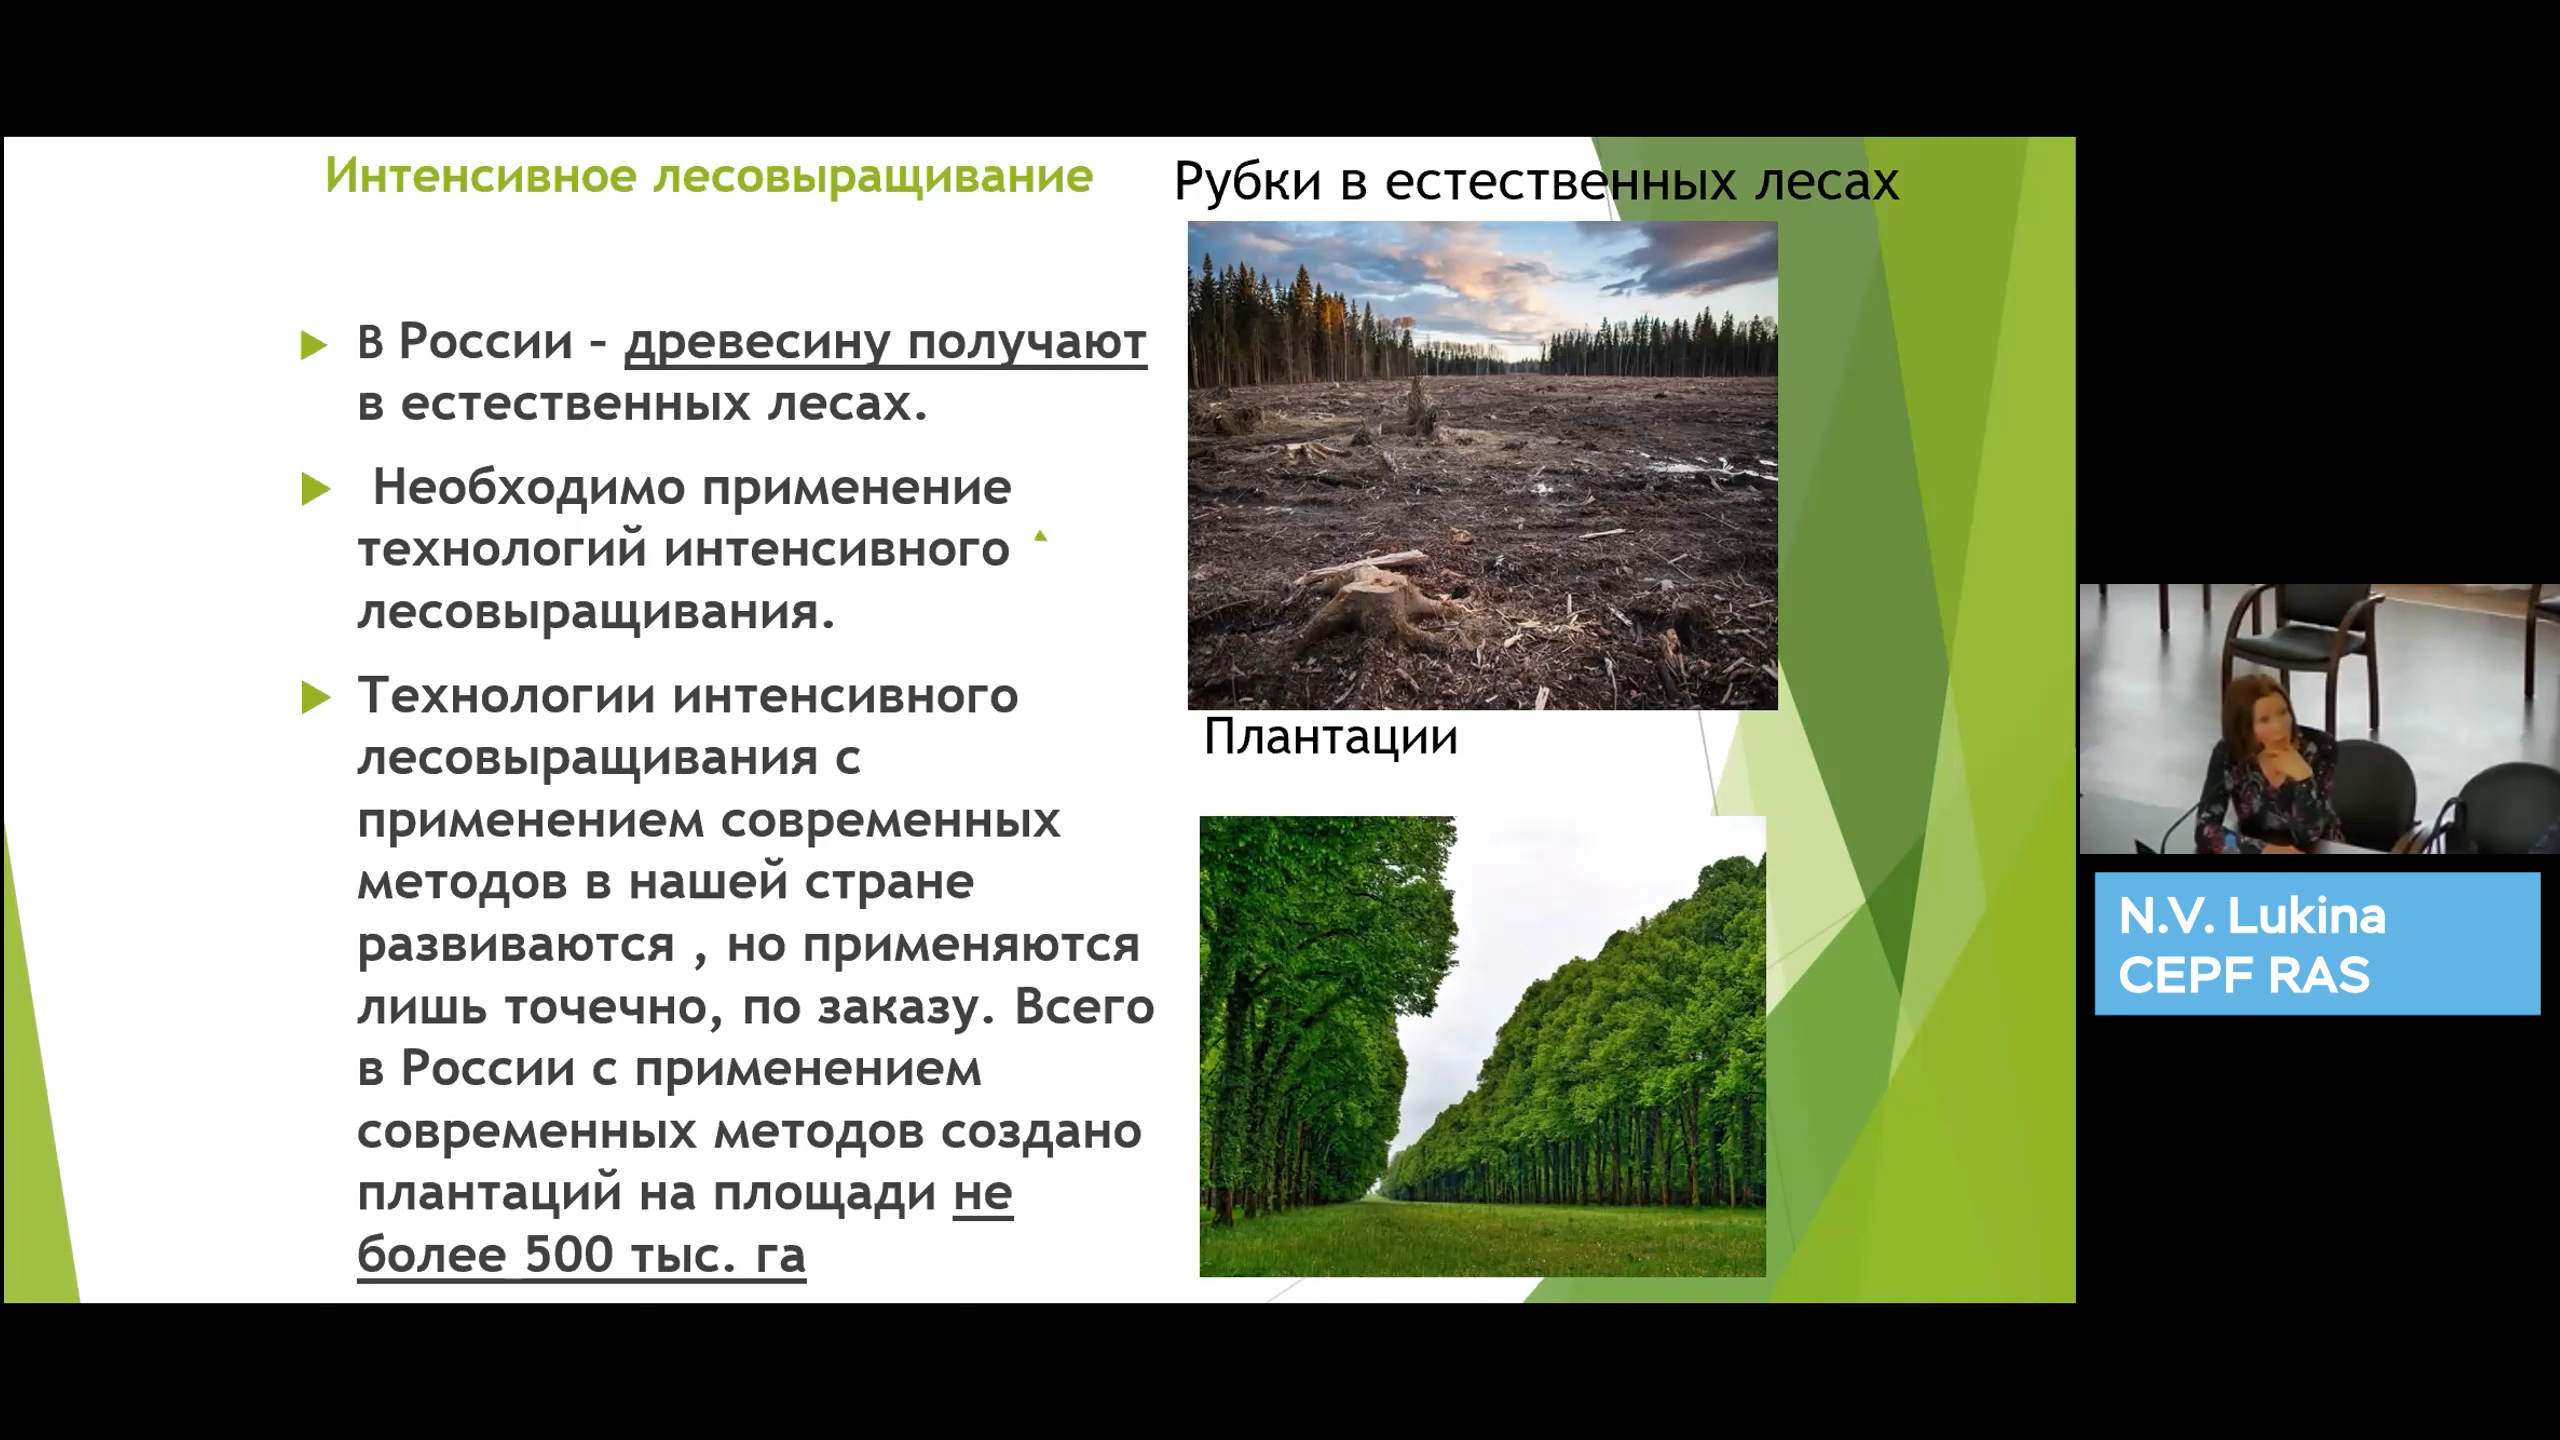 Интенсивное лесовыращивание
В России – древесину получают
в естественных лесах.
Необходимо применение
технологий интенсивного
лесовыращивания.
Технологии интенсивного
лесовыращивания с
применением современных
методов в нашей стране
развиваются , но применяются
лишь точечно, по заказу. Всего
в России с применением
современных методов создано
плантаций на площади не
более 500 тыс. га
Рубки в естественных лесах
Плантации
N.V. Lukina
CEPF RAS